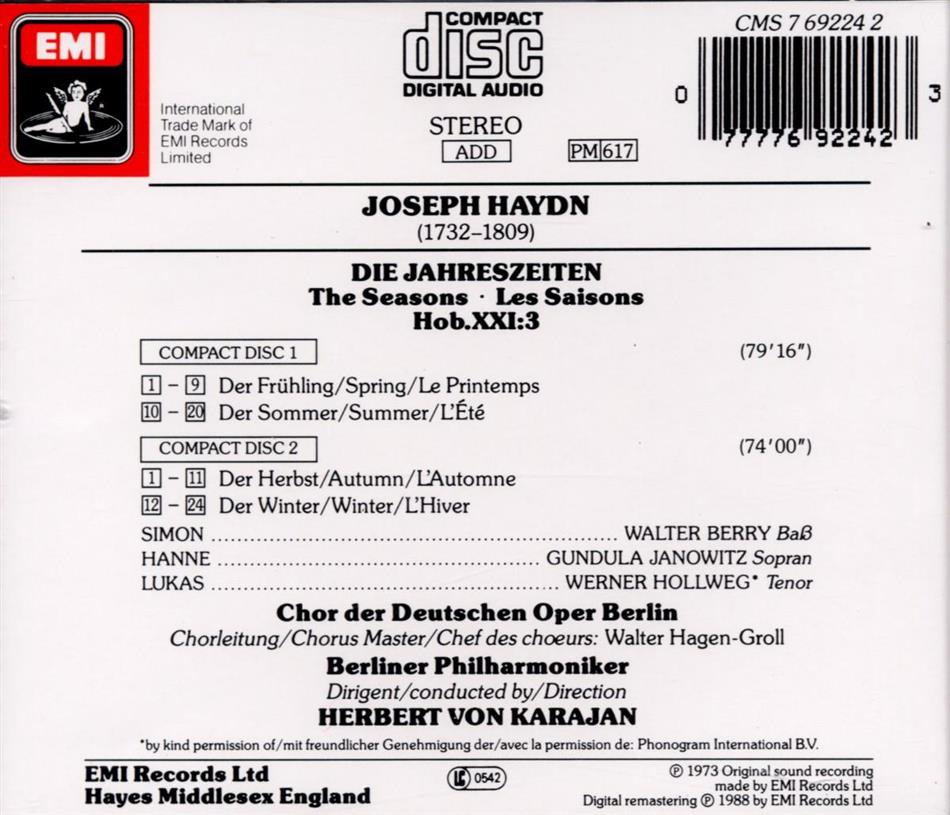 EMI
International
Trade Mark of
EMI Records
Limited
COMPACT
disc
DIGITAL AUDIO
STEREO
ADD
PM 617
CMS 7 69224 2
0 77776 92242 3
JOSEPH HAYDN
(1732–1809)
DIE JAHRESZEITEN
The Seasons · Les Saisons
Hob.XXI:3
COMPACT DISC 1 (79'16")
1 – 9 Der Frühling/Spring/Le Printemps
10 – 20 Der Sommer/Summer/L'Été
COMPACT DISC 2 (74'00")
1 – 11 Der Herbst/Autumn/L'Automne
12 – 24 Der Winter/Winter/L'Hiver
SIMON ........ WALTER BERRY Baß
HANNE ........ GUNDULA JANOWITZ Sopran
LUKAS ........ WERNER HOLLWEG* Tenor
Chor der Deutschen Oper Berlin
Chorleitung/Chorus Master/Chef des chœurs: Walter Hagen-Groll
Berliner Philharmoniker
Dirigent/conducted by/Direction
HERBERT VON KARAJAN
*by kind permission of/mit freundlicher Genehmigung der/avec la permission de: Phonogram International B.V.
EMI Records Ltd
Hayes Middlesex England
LC 0542
℗ 1973 Original sound recording
made by EMI Records Ltd
Digital remastering ℗ 1988 by EMI Records Ltd